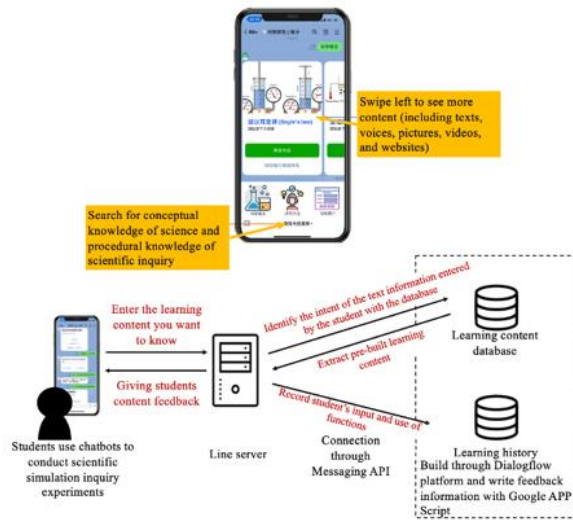 (Boyle's law)
Swipe left to see more
content (including texts,
voices, pictures, videos,
and websites)
Search for conceptual
knowledge of science and
procedural knowledge of
scientific inquiry
Enter the learning
content you want
to know
Giving students
content feedback
Identify the intent of the text information entered
by the student with the database
Extract pre-built learning
content
Record student's input and use of
functions
Learning content
database
Students use chatbots to
conduct scientific
simulation inquiry
experiments
Line server
Connection
through
Messaging API
Learning history
Build through Dialogflow
platform and write feedback
information with Google APP
Script